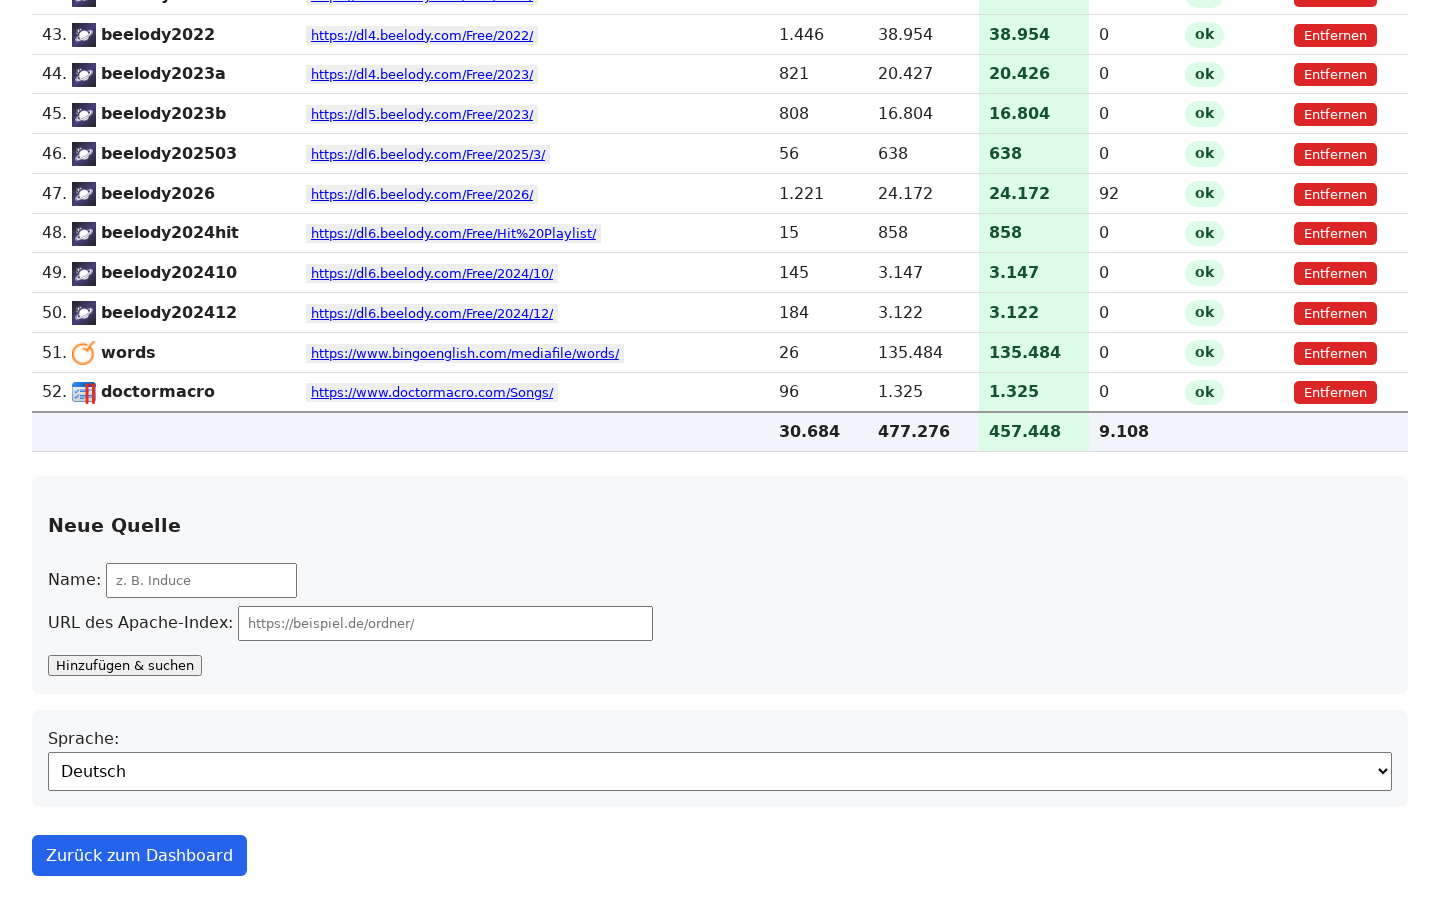 43. beelody2022 https://dl4.beelody.com/Free/2022/ 1.446 38.954 38.954 0 ok Entfernen
44. beelody2023a https://dl4.beelody.com/Free/2023/ 821 20.427 20.426 0 ok Entfernen
45. beelody2023b https://dl5.beelody.com/Free/2023/ 808 16.804 16.804 0 ok Entfernen
46. beelody202503 https://dl6.beelody.com/Free/2025/3/ 56 638 638 0 ok Entfernen
47. beelody2026 https://dl6.beelody.com/Free/2026/ 1.221 24.172 24.172 92 ok Entfernen
48. beelody2024hit https://dl6.beelody.com/Free/Hit%20Playlist/ 15 858 858 0 ok Entfernen
49. beelody202410 https://dl6.beelody.com/Free/2024/10/ 145 3.147 3.147 0 ok Entfernen
50. beelody202412 https://dl6.beelody.com/Free/2024/12/ 184 3.122 3.122 0 ok Entfernen
51. words https://www.bingoenglish.com/mediafile/words/ 26 135.484 135.484 0 ok Entfernen
52. doctormacro https://www.doctormacro.com/Songs/ 96 1.325 1.325 0 ok Entfernen
30.684 477.276 457.448 9.108
Neue Quelle
Name: z. B. Induce
URL des Apache-Index: https://beispiel.de/ordner/
Hinzufügen & suchen
Sprache:
Deutsch
Zurück zum Dashboard